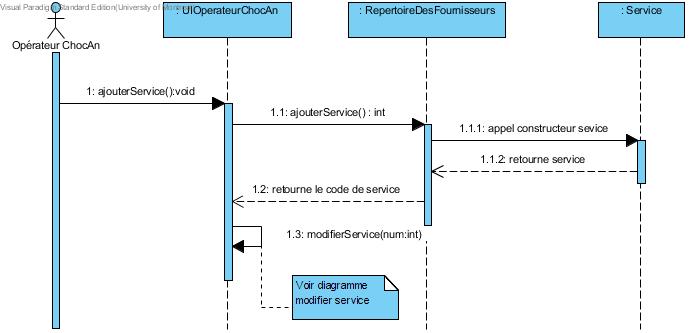 Visual Paradigm Standard Edition(University of
: UIOperateurChocAn
: RepertoireDesFournisseurs
: Service
Opérateur ChocAn
1: ajouterService():void
1.1: ajouterService() : int
1.1.1: appel constructeur sevice
1.1.2: retourne service
1.2: retourne le code de service
1.3: modifierService(num:int)
Voir diagramme
modifier service